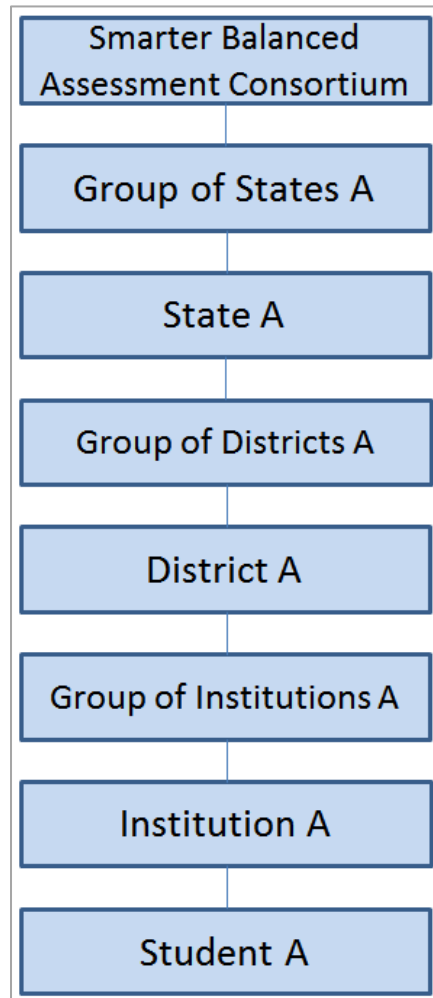 Smarter Balanced
Assessment Consortium
Group of States A
State A
Group of Districts A
District A
Group of Institutions A
Institution A
Student A